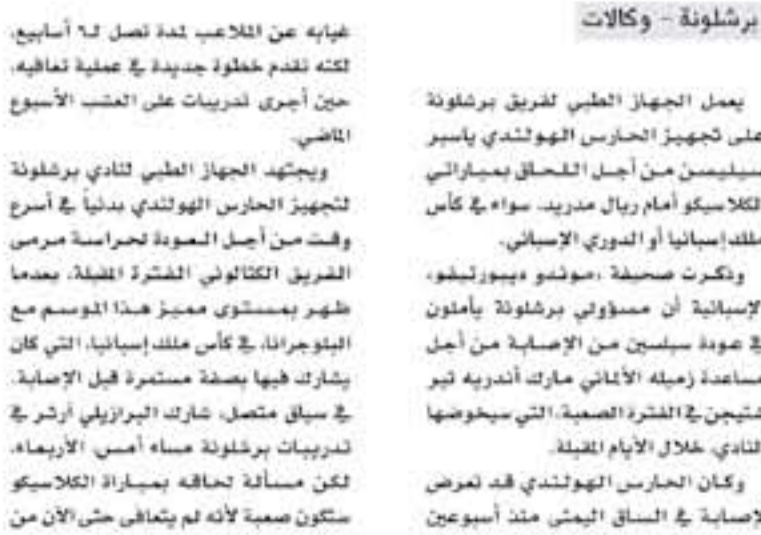 برشلونة - وكالات
يعمل الجهاز الطبي لفريق برشلونة
على تجهيز الحارس الهولندي ياسبر
سيليسن من أجل اللحاق بمباراتي
الكلاسيكو أمام ريال مدريد، سواء في كأس
ملك إسبانيا أو الدوري الإسباني.
وذكرت صحيفة «موندو ديبورتيفو»
الإسبانية أن مسؤولي برشلونة يأملون
في عودة سيلسين من الإصابة من أجل
مساعدة زميله الألماني مارك أندريه تير
شتيجن في الفترة الصعبة، التي سيخوضها
النادي، خلال الأيام المقبلة.
وكان الحارس الهولندي قد تعرض
لإصابة في الساق اليمنى منذ أسبوعين
غيابه عن الملاعب لمدة تصل لـ٦ أسابيع،
لكنه تقدم خطوة جديدة في عملية تعافيه،
حين أجرى تدريبات على العشب الأسبوع
الماضي.
ويجتهد الجهاز الطبي لنادي برشلونة
لتجهيز الحارس الهولندي بدنياً في أسرع
وقت من أجل العودة لحراسة مرمى
الفريق الكتالوني الفترة المقبلة، بعدما
ظهر بمستوى مميز هذا الموسم مع
البلوجرانا، في كأس ملك إسبانيا، التي كان
يشارك فيها بصفة مستمرة قبل الإصابة.
في سياق متصل، شارك البرازيلي أرثر في
تدريبات برشلونة مساء أمس، الأربعاء،
لكن مسألة لحاقه بمباراة الكلاسيكو
ستكون صعبة لأنه لم يتعافى حتى الآن من